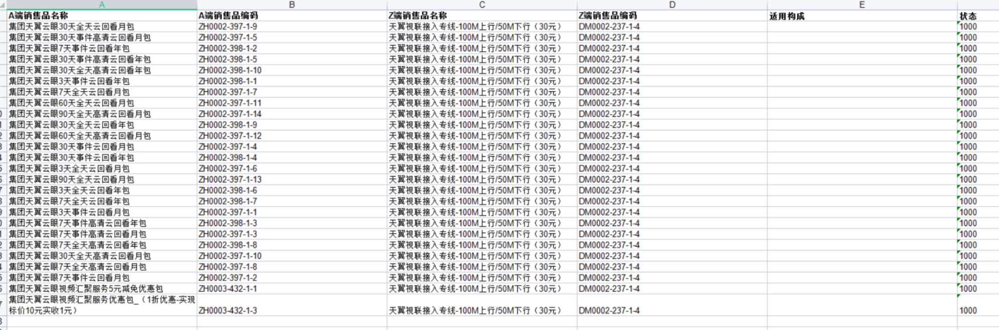 A B C D E
A端销售品名称 A端销售品编码 Z端销售品名称 Z端销售品编码 适用构成 状态
集团天翼云眼30天全天云回看月包 ZH0002-397-1-9 天翼视联接入专线-100M上行/50M下行（30元） DM0002-237-1-4 1000
集团天翼云眼30天事件高清云回看月包 ZH0002-397-1-5 天翼视联接入专线-100M上行/50M下行（30元） DM0002-237-1-4 1000
集团天翼云眼7天事件云回看年包 ZH0002-398-1-2 天翼视联接入专线-100M上行/50M下行（30元） DM0002-237-1-4 1000
集团天翼云眼30天事件高清云回看年包 ZH0002-398-1-5 天翼视联接入专线-100M上行/50M下行（30元） DM0002-237-1-4 1000
集团天翼云眼30天全天高清云回看年包 ZH0002-398-1-10 天翼视联接入专线-100M上行/50M下行（30元） DM0002-237-1-4 1000
集团天翼云眼3天事件云回看年包 ZH0002-398-1-1 天翼视联接入专线-100M上行/50M下行（30元） DM0002-237-1-4 1000
集团天翼云眼7天全天云回看月包 ZH0002-397-1-7 天翼视联接入专线-100M上行/50M下行（30元） DM0002-237-1-4 1000
集团天翼云眼60天全天云回看月包 ZH0002-397-1-11 天翼视联接入专线-100M上行/50M下行（30元） DM0002-237-1-4 1000
集团天翼云眼90天全天高清云回看月包 ZH0002-397-1-14 天翼视联接入专线-100M上行/50M下行（30元） DM0002-237-1-4 1000
集团天翼云眼30天全天云回看年包 ZH0002-398-1-9 天翼视联接入专线-100M上行/50M下行（30元） DM0002-237-1-4 1000
集团天翼云眼60天全天高清云回看月包 ZH0002-397-1-12 天翼视联接入专线-100M上行/50M下行（30元） DM0002-237-1-4 1000
集团天翼云眼30天事件云回看月包 ZH0002-397-1-4 天翼视联接入专线-100M上行/50M下行（30元） DM0002-237-1-4 1000
集团天翼云眼30天事件云回看年包 ZH0002-398-1-4 天翼视联接入专线-100M上行/50M下行（30元） DM0002-237-1-4 1000
集团天翼云眼3天全天云回看月包 ZH0002-397-1-6 天翼视联接入专线-100M上行/50M下行（30元） DM0002-237-1-4 1000
集团天翼云眼90天全天云回看月包 ZH0002-397-1-13 天翼视联接入专线-100M上行/50M下行（30元） DM0002-237-1-4 1000
集团天翼云眼3天全天云回看年包 ZH0002-398-1-6 天翼视联接入专线-100M上行/50M下行（30元） DM0002-237-1-4 1000
集团天翼云眼7天全天云回看年包 ZH0002-398-1-7 天翼视联接入专线-100M上行/50M下行（30元） DM0002-237-1-4 1000
集团天翼云眼3天事件云回看月包 ZH0002-397-1-1 天翼视联接入专线-100M上行/50M下行（30元） DM0002-237-1-4 1000
集团天翼云眼7天事件高清云回看年包 ZH0002-398-1-3 天翼视联接入专线-100M上行/50M下行（30元） DM0002-237-1-4 1000
集团天翼云眼7天事件高清云回看月包 ZH0002-397-1-3 天翼视联接入专线-100M上行/50M下行（30元） DM0002-237-1-4 1000
集团天翼云眼7天全天高清云回看年包 ZH0002-398-1-8 天翼视联接入专线-100M上行/50M下行（30元） DM0002-237-1-4 1000
集团天翼云眼30天全天高清云回看月包 ZH0002-397-1-10 天翼视联接入专线-100M上行/50M下行（30元） DM0002-237-1-4 1000
集团天翼云眼7天全天高清云回看月包 ZH0002-397-1-8 天翼视联接入专线-100M上行/50M下行（30元） DM0002-237-1-4 1000
集团天翼云眼7天事件云回看月包 ZH0002-397-1-2 天翼视联接入专线-100M上行/50M下行（30元） DM0002-237-1-4 1000
集团天翼云眼视频汇聚服务5元减免优惠包 ZH0003-432-1-1 天翼视联接入专线-100M上行/50M下行（30元） DM0002-237-1-4 1000
集团天翼云眼视频汇聚服务优惠包_（1折优惠-实现
标价10元实收1元） ZH0003-432-1-3 天翼视联接入专线-100M上行/50M下行（30元） DM0002-237-1-4 1000